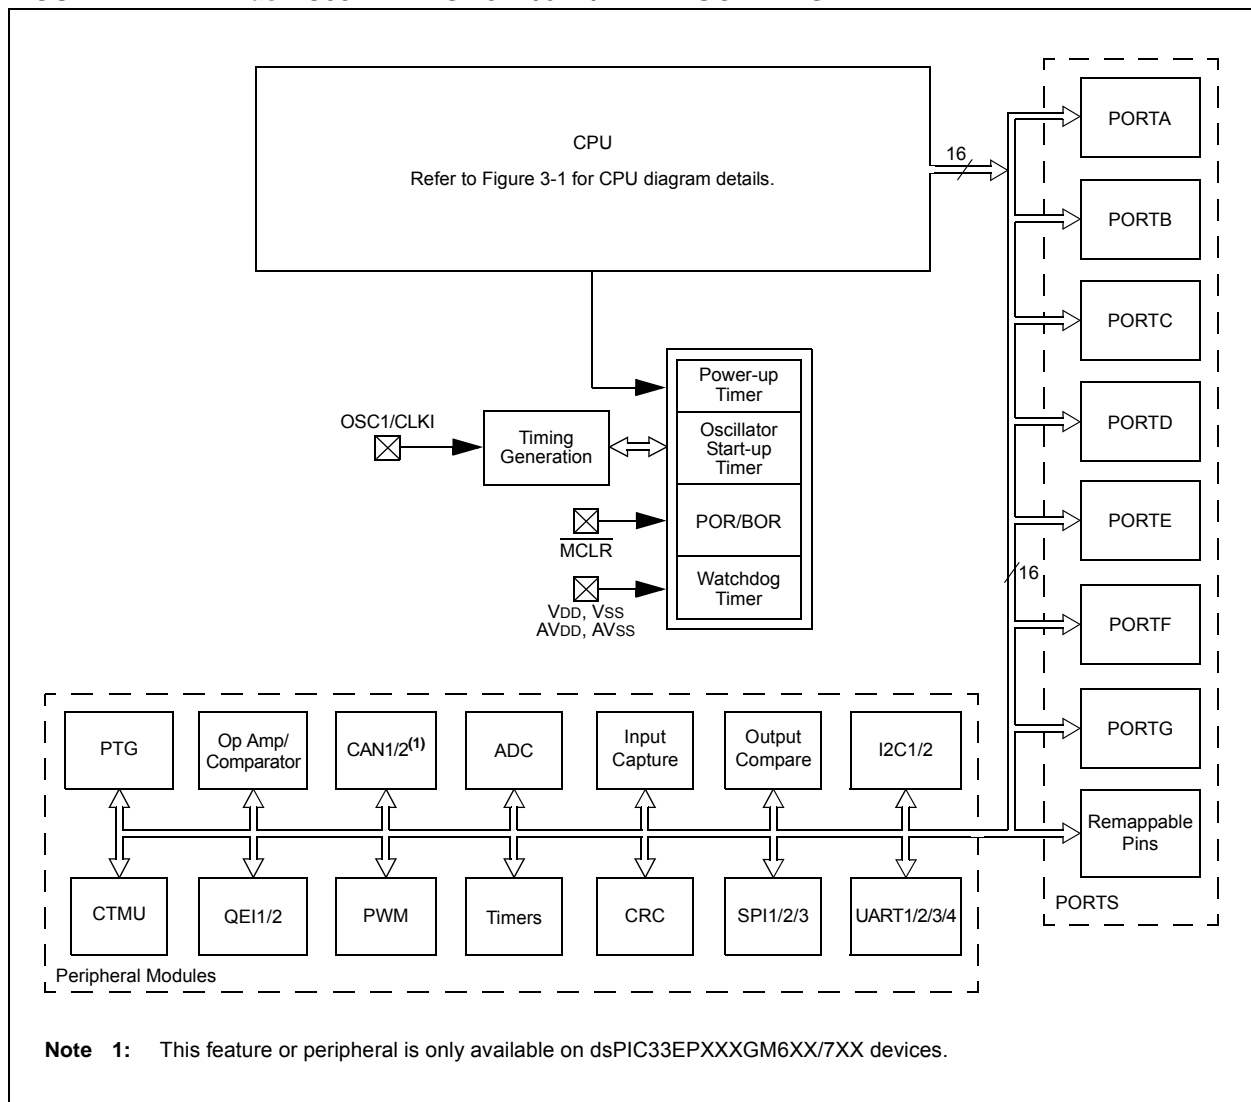 CPU
Refer to Figure 3-1 for CPU diagram details.
16
PORTA
PORTB
PORTC
PORTD
PORTE
16
PORTF
PORTG
Remappable
Pins
PORTS
Power-up
Timer
OSC1/CLKI
Timing
Generation
Oscillator
Start-up
Timer
POR/BOR
MCLR
Watchdog
Timer
VDD, VSS
AVDD, AVSS
PTG
Op Amp/
Comparator
CAN1/2(1)
ADC
Input
Capture
Output
Compare
I2C1/2
CTMU
QEI1/2
PWM
Timers
CRC
SPI1/2/3
UART1/2/3/4
Peripheral Modules
Note 1: This feature or peripheral is only available on dsPIC33EPXXXGM6XX/7XX devices.